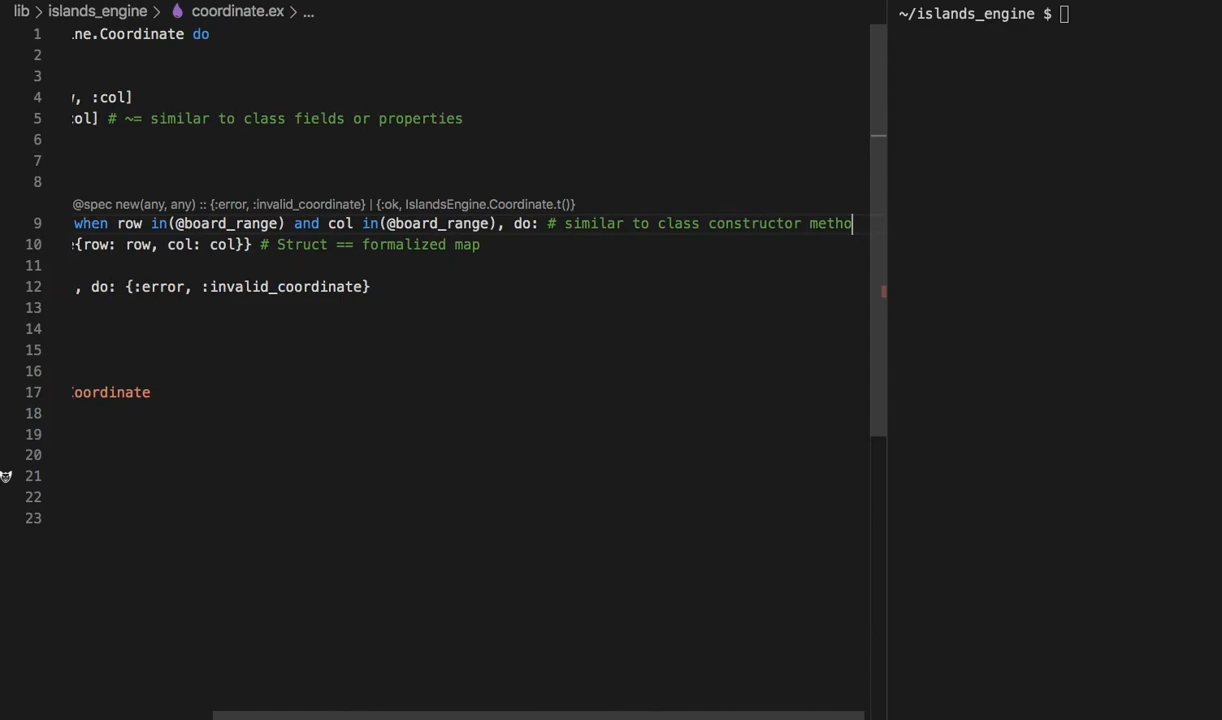 lib > islands_engine > coordinate.ex > ...
~/islands_engine $
1 ne.Coordinate do
2
3
4 , :col]
5 col] # ~= similar to class fields or properties
6
7
8
@spec new(any, any) :: {:error, :invalid_coordinate} | {:ok, IslandsEngine.Coordinate.t()}
9 when row in(@board_range) and col in(@board_range), do: # similar to class constructor metho
10 {row: row, col: col}} # Struct == formalized map
11
12 , do: {:error, :invalid_coordinate}
13
14
15
16
17 Coordinate
18
19
20
21
22
23